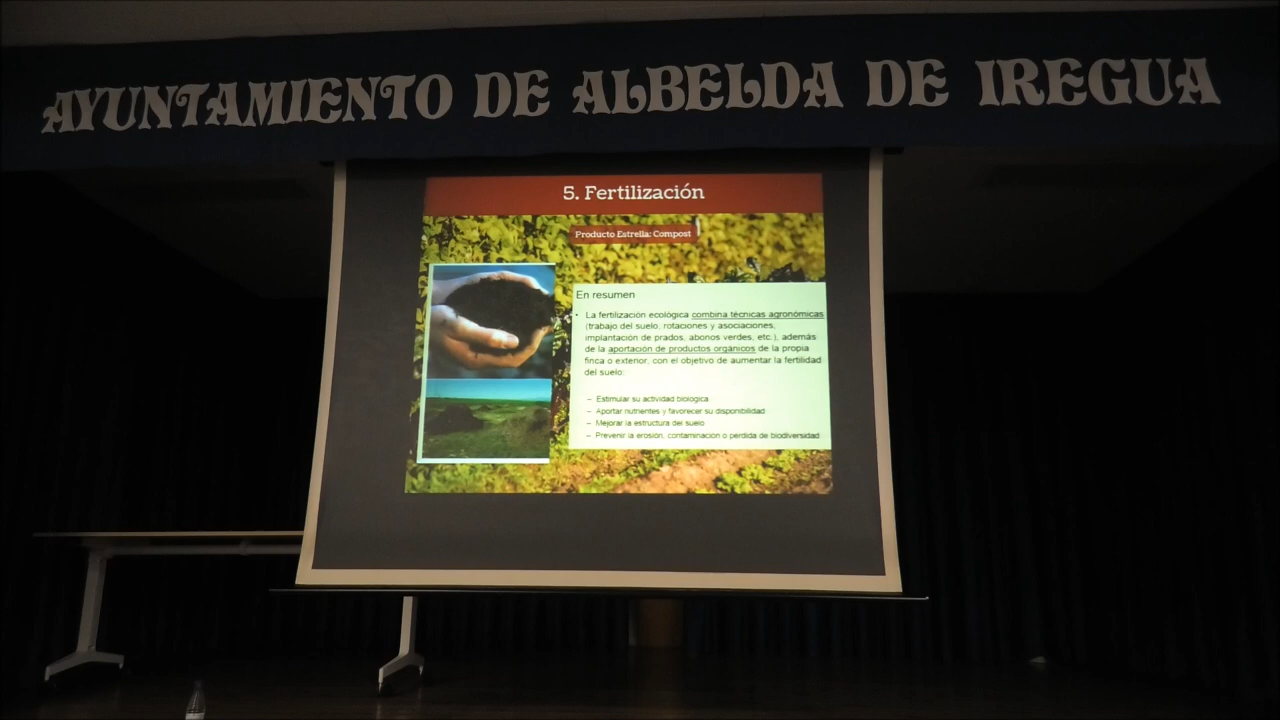 AYUNTAMIENTO DE ALBELDA DE IREGUA
5. Fertilización
Producto Estrella: Compost
En resumen
• La fertilización ecológica combina técnicas agronómicas
(trabajo del suelo, rotaciones y asociaciones,
implantación de prados, abonos verdes, etc.), además
de la aportación de productos orgánicos de la propia
finca o exterior, con el objetivo de aumentar la fertilidad
del suelo:
– Estimular su actividad biológica
– Aportar nutrientes y favorecer su disponibilidad
– Mejorar la estructura del suelo
– Prevenir la erosión, contaminación o pérdida de biodiversidad